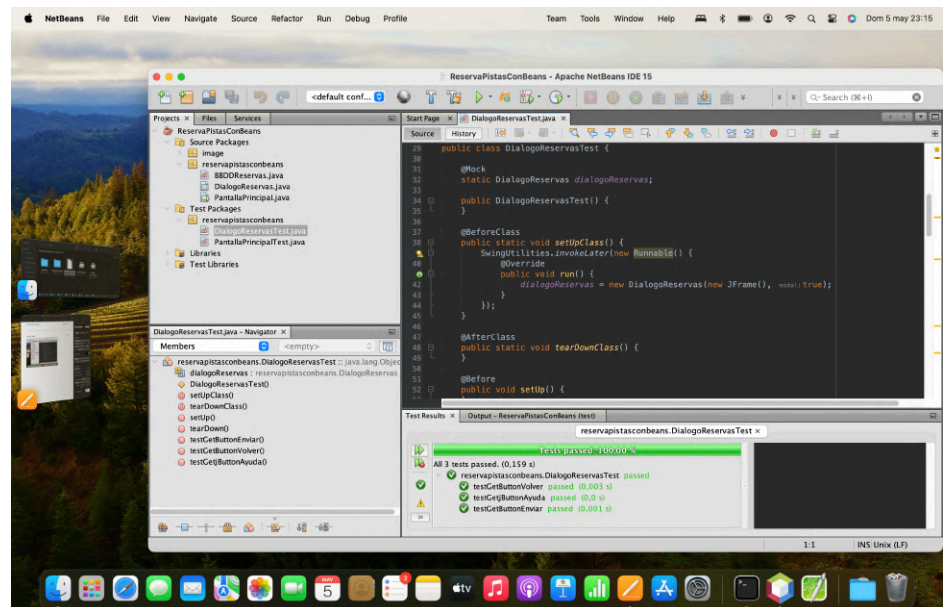 NetBeans File Edit View Navigate Source Refactor Run Debug Profile Team Tools Window Help Dom 5 may 23:15
ReservaPistasConBeans - Apache NetBeans IDE 15
<default conf... Search (⌘+I)
Projects × Files Services
ReservaPistasConBeans
Source Packages
image
reservapistasconbeans
BBDDReservas.java
DialogoReservas.java
PantallaPrincipal.java
Test Packages
reservapistasconbeans
DialogoReservasTest.java
PantallaPrincipalTest.java
Libraries
Test Libraries
DialogoReservasTest.java - Navigator ×
Members <empty>
reservapistasconbeans.DialogoReservasTest :: java.lang.Objec
dialogoReservas : reservapistasconbeans.DialogoReservas
DialogoReservasTest()
setUpClass()
tearDownClass()
setUp()
tearDown()
testGetButtonEnviar()
testGetButtonVolver()
testGetjButtonAyuda()
Start Page × DialogoReservasTest.java ×
Source History
29 public class DialogoReservasTest {
30
31 @Mock
32 static DialogoReservas dialogoReservas;
33
34 public DialogoReservasTest() {
35 }
36
37 @BeforeClass
38 public static void setUpClass() {
SwingUtilities.invokeLater(new Runnable() {
40 @Override
public void run() {
42 dialogoReservas = new DialogoReservas(new JFrame(), modal: true);
43 }
44 });
45 }
46
47 @AfterClass
48 public static void tearDownClass() {
49 }
50
51 @Before
52 public void setUp() {
Test Results × Output - ReservaPistasConBeans (test)
reservapistasconbeans.DialogoReservasTest ×
Tests passed: 100,00 %
All 3 tests passed. (0,159 s)
reservapistasconbeans.DialogoReservasTest passed
testGetButtonVolver passed (0,003 s)
testGetjButtonAyuda passed (0,0 s)
testGetButtonEnviar passed (0,001 s)
1:1 INS Unix (LF)
MAY
5
tv